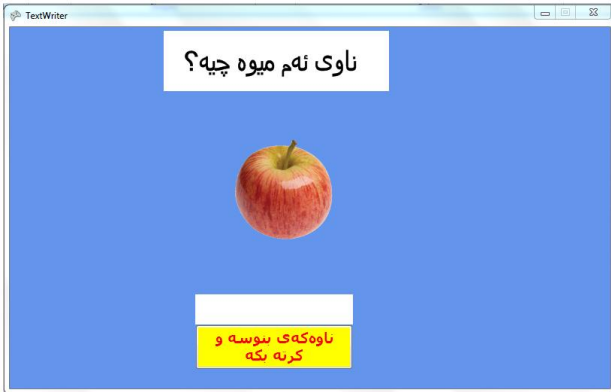 TextWriter
ناوی ئەم میوە چیە؟
ناوەکەی بنوسە و
کرتە بکە